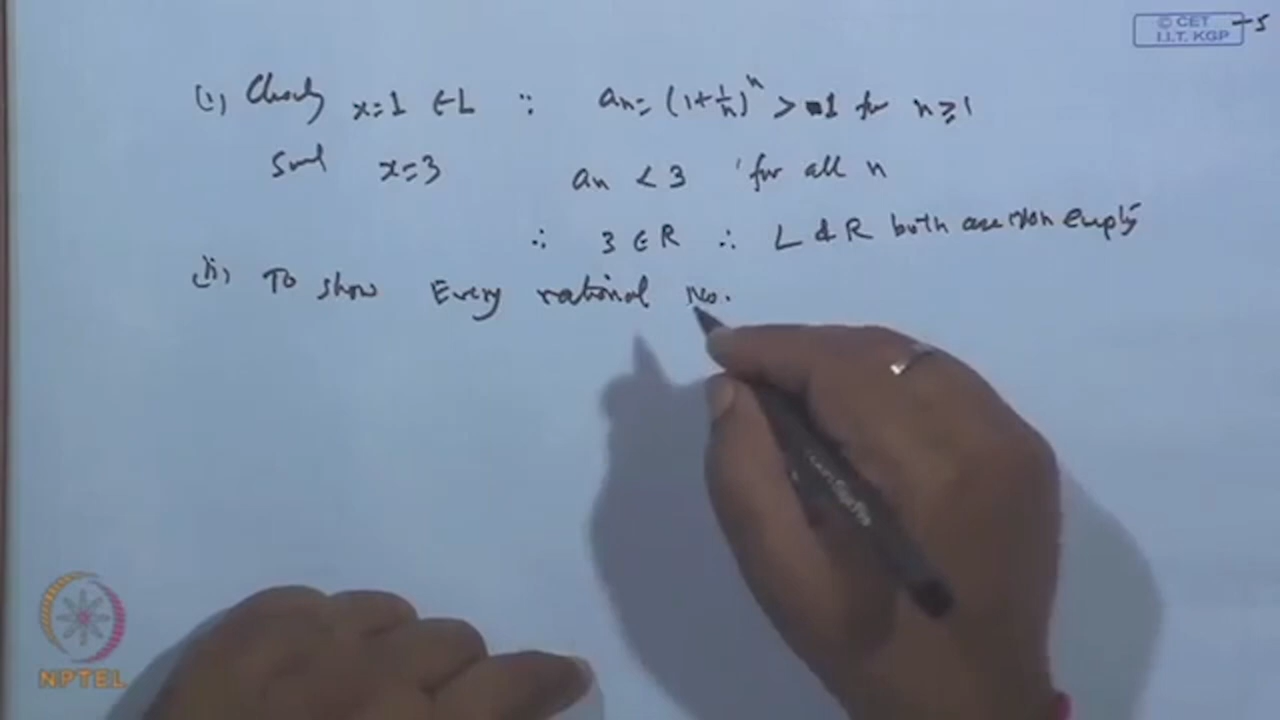 © CET
I.I.T. KGP -5
(i) Clearly x=1 ∈ L ∵ an = (1+1/n)^n > 1 for n ≥ 1
x=3 an < 3 for all n
∴ 3 ∈ R ∴ L & R both are Non empty
(ii) To show Every rational No.
NPTEL